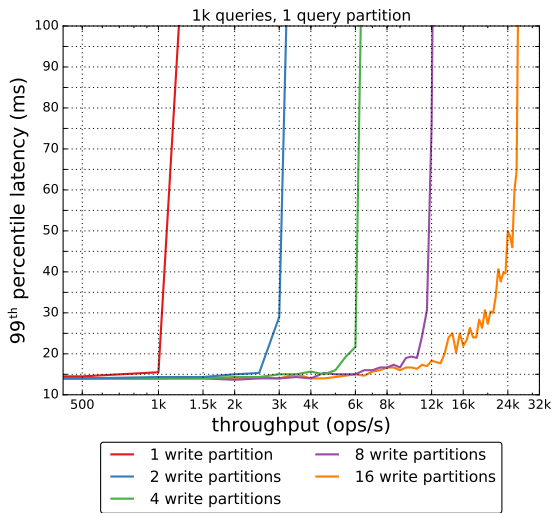 1k queries, 1 query partition
99th percentile latency (ms)
100
90
80
70
60
50
40
30
20
10
500 1k 1.5k 2k 3k 4k 6k 8k 12k 16k 24k 32k
throughput (ops/s)
1 write partition
2 write partitions
4 write partitions
8 write partitions
16 write partitions